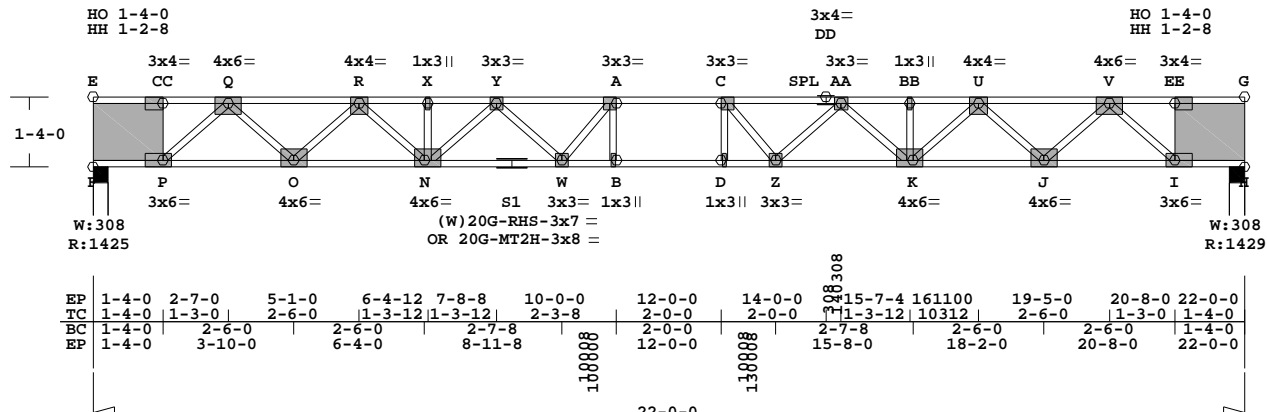 HO 1-4-0
HH 1-2-8
3x4=
DD
HO 1-4-0
HH 1-2-8
3x4= 4x6= 4x4= 1x3|| 3x3= 3x3= 3x3= 3x3= 1x3|| 4x4= 4x6= 3x4=
E CC Q R X Y A C SPL AA BB U V EE G
1-4-0
P O N W B D Z K J I H
3x6= 4x6= 4x6= S1 3x3= 1x3|| 1x3|| 3x3= 4x6= 4x6= 3x6=
(W)20G-RHS-3x7 =
OR 20G-MT2H-3x8 =
W:308
R:1425
W:308
R:1429
EP 1-4-0 2-7-0 5-1-0 6-4-12 7-8-8 10-0-0 12-0-0 14-0-0 308 140308 15-7-4 161100 19-5-0 20-8-0 22-0-0
TC 1-4-0 1-3-0 2-6-0 1-3-12 1-3-12 2-3-8 2-0-0 2-0-0 1-3-12 10312 2-6-0 1-3-0 1-4-0
BC 1-4-0 2-6-0 2-6-0 2-7-8 10008 2-0-0 10008 2-7-8 2-6-0 2-6-0 1-4-0
EP 1-4-0 3-10-0 6-4-0 8-11-8 100000 12-0-0 130008 15-8-0 18-2-0 20-8-0 22-0-0
22-0-0